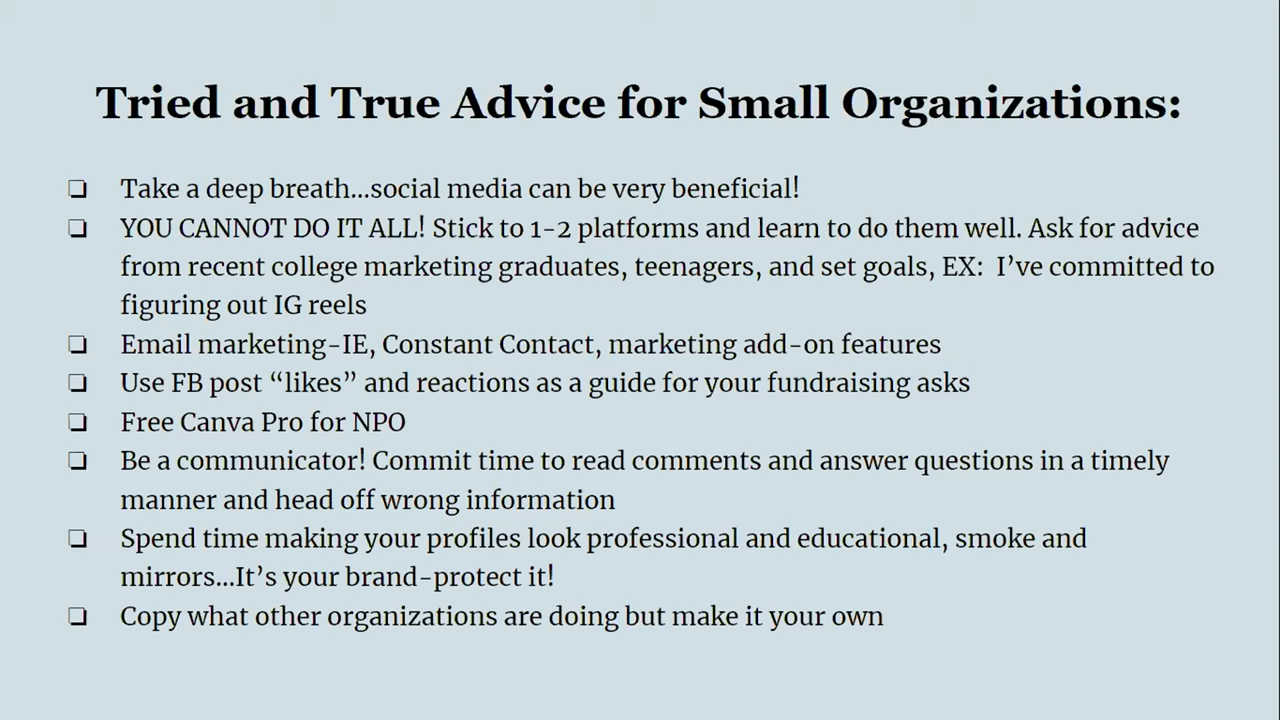 Tried and True Advice for Small Organizations:
❏ Take a deep breath...social media can be very beneficial!
❏ YOU CANNOT DO IT ALL! Stick to 1-2 platforms and learn to do them well. Ask for advice
from recent college marketing graduates, teenagers, and set goals, EX:  I’ve committed to
figuring out IG reels
❏ Email marketing-IE, Constant Contact, marketing add-on features
❏ Use FB post “likes” and reactions as a guide for your fundraising asks
❏ Free Canva Pro for NPO
❏ Be a communicator! Commit time to read comments and answer questions in a timely
manner and head off wrong information
❏ Spend time making your profiles look professional and educational, smoke and
mirrors...It’s your brand-protect it!
❏ Copy what other organizations are doing but make it your own